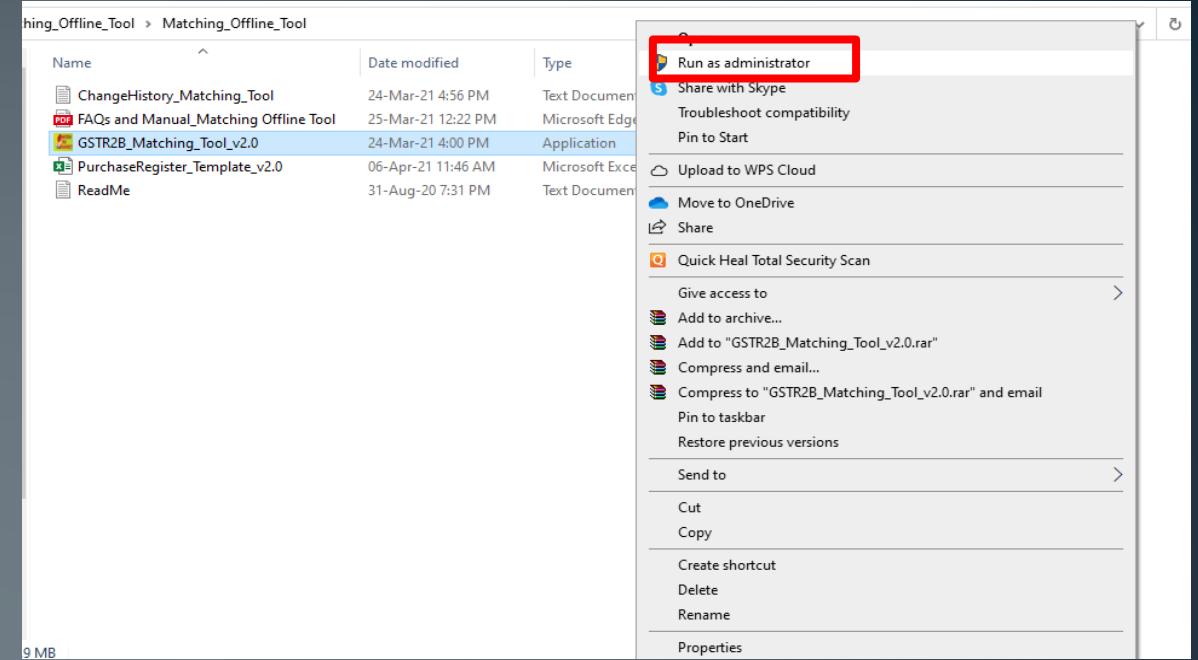 hing_Offline_Tool > Matching_Offline_Tool
Name Date modified Type
ChangeHistory_Matching_Tool 24-Mar-21 4:56 PM Text Documen
PDF FAQs and Manual_Matching Offline Tool 25-Mar-21 12:22 PM Microsoft Edge
GSTR2B_Matching_Tool_v2.0 24-Mar-21 4:00 PM Application
PurchaseRegister_Template_v2.0 06-Apr-21 11:46 AM Microsoft Exce
ReadMe 31-Aug-20 7:31 PM Text Documen
9 MB
Run as administrator
Share with Skype
Troubleshoot compatibility
Pin to Start
Upload to WPS Cloud
Move to OneDrive
Share
Quick Heal Total Security Scan
Give access to
Add to archive...
Add to "GSTR2B_Matching_Tool_v2.0.rar"
Compress and email...
Compress to "GSTR2B_Matching_Tool_v2.0.rar" and email
Pin to taskbar
Restore previous versions
Send to
Cut
Copy
Create shortcut
Delete
Rename
Properties